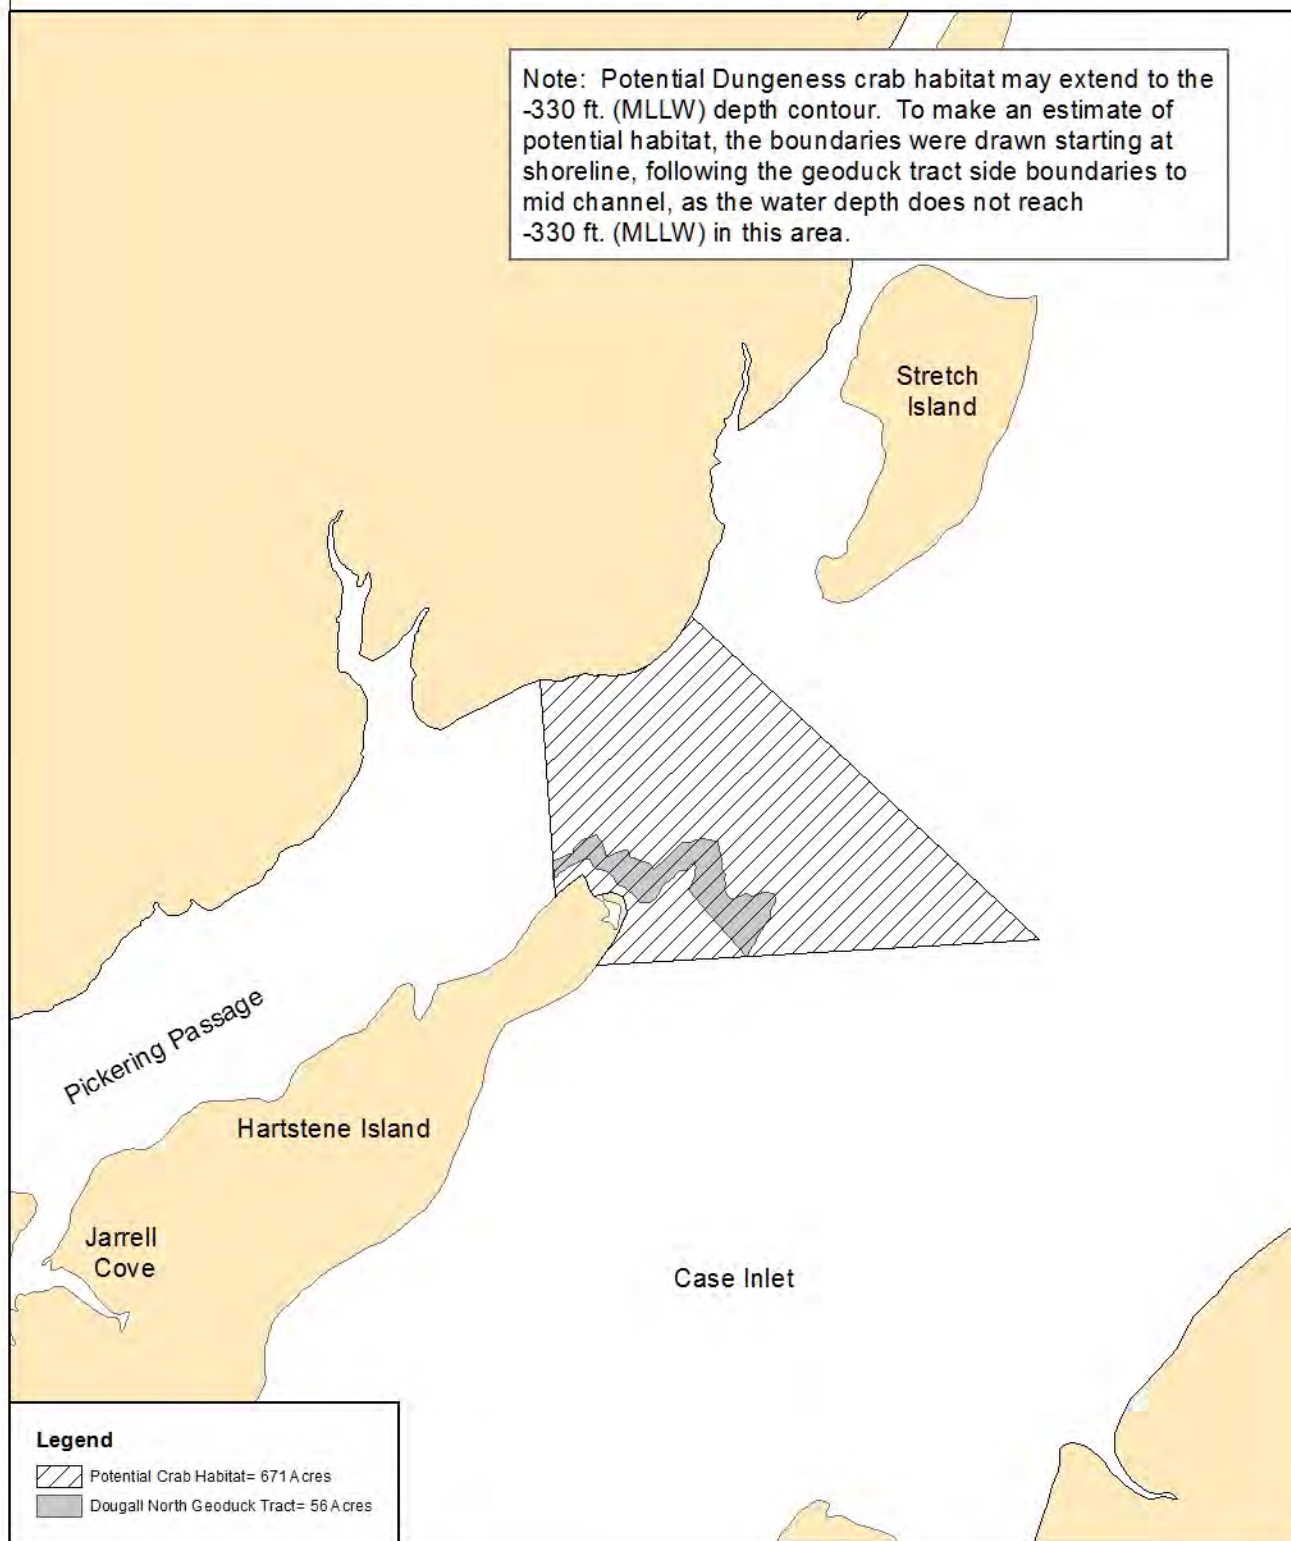 Note: Potential Dungeness crab habitat may extend to the
-330 ft. (MLLW) depth contour. To make an estimate of
potential habitat, the boundaries were drawn starting at
shoreline, following the geoduck tract side boundaries to
mid channel, as the water depth does not reach
-330 ft. (MLLW) in this area.
Stretch
Island
Pickering Passage
Hartstene Island
Jarrell
Cove
Case Inlet
Legend
Potential Crab Habitat= 671 Acres
Dougall North Geoduck Tract= 56 Acres